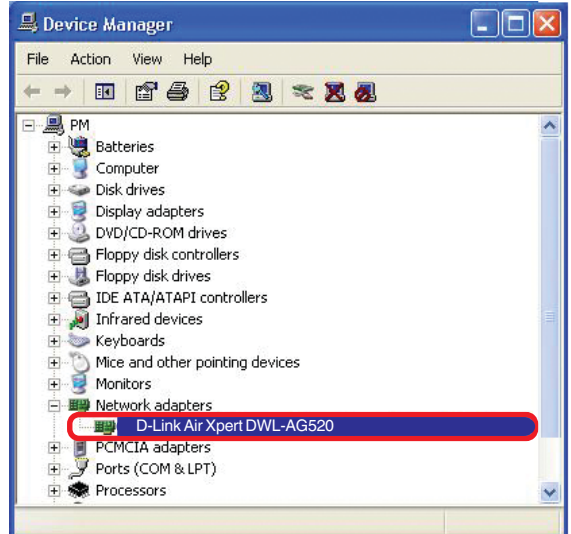 Device Manager
File Action View Help
PM
Batteries
Computer
Disk drives
Display adapters
DVD/CD-ROM drives
Floppy disk controllers
Floppy disk drives
IDE ATA/ATAPI controllers
Infrared devices
Keyboards
Mice and other pointing devices
Monitors
Network adapters
D-Link Air Xpert DWL-AG520
PCMCIA adapters
Ports (COM & LPT)
Processors